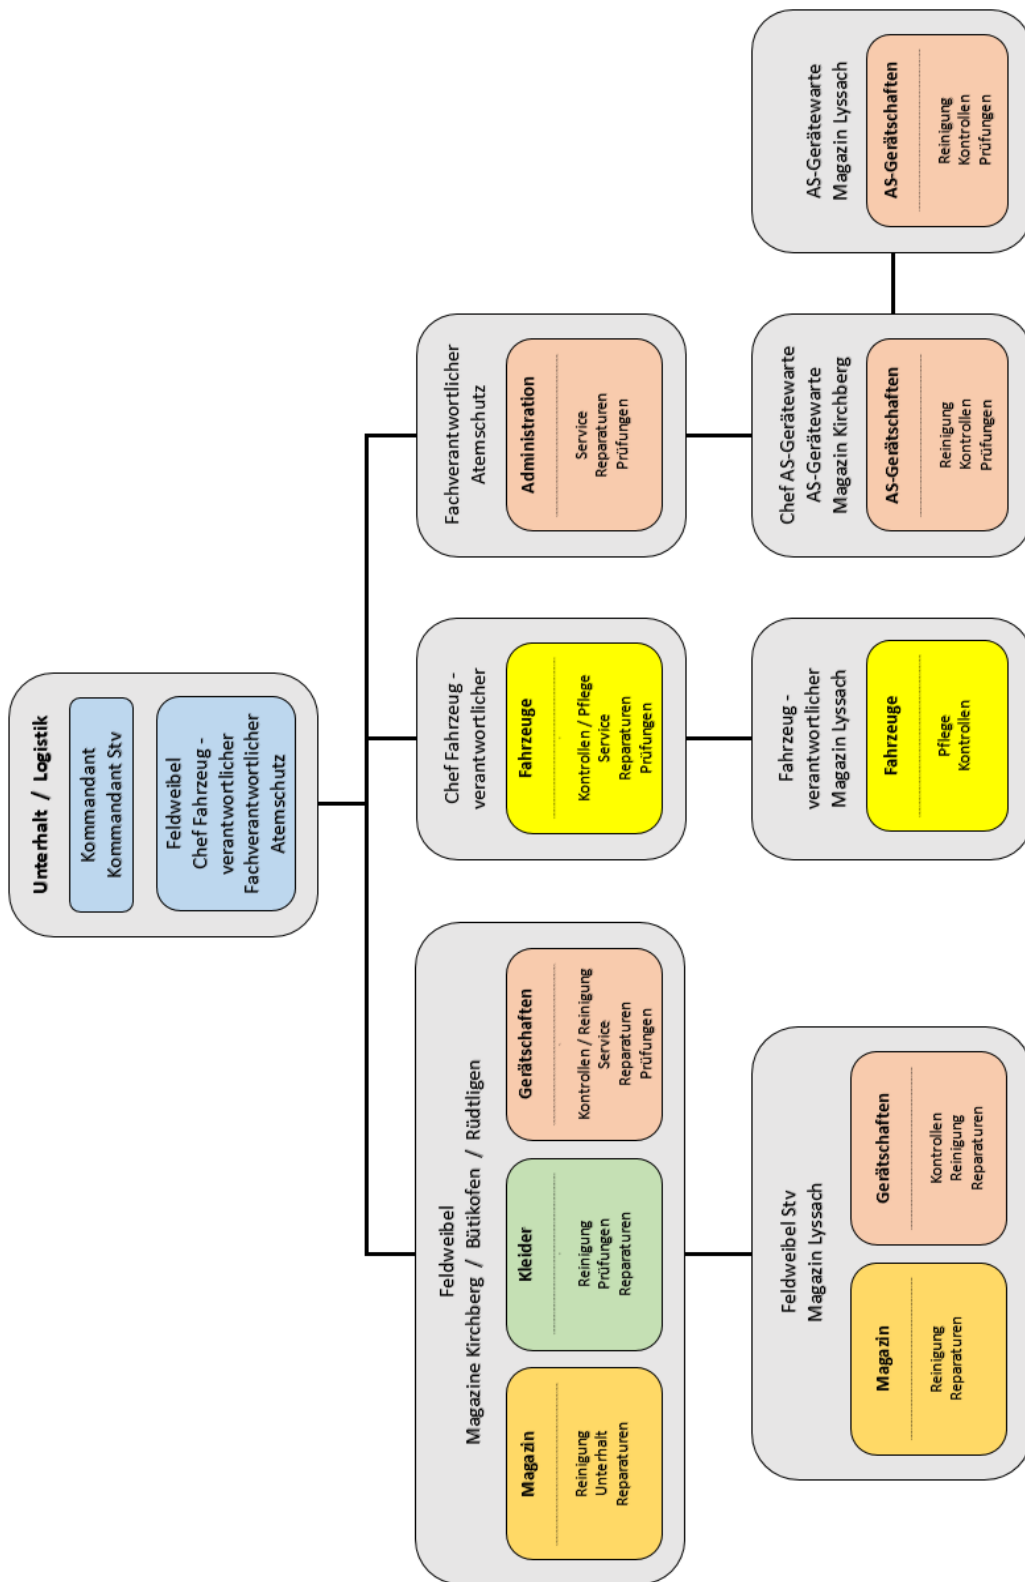 Unterhalt / Logistik
Kommandant
Kommandant Stv
Feldweibel
Chef Fahrzeug -
verantwortlicher
Fachverantwortlicher
Atemschutz
Feldweibel
Magazine Kirchberg / Bütikofen / Rüdtligen
Magazin
Reinigung
Unterhalt
Reparaturen
Kleider
Reinigung
Prüfungen
Reparaturen
Gerätschaften
Kontrollen / Reinigung
Service
Reparaturen
Prüfungen
Chef Fahrzeug -
verantwortlicher
Fahrzeuge
Kontrollen / Pflege
Service
Reparaturen
Prüfungen
Fachverantwortlicher
Atemschutz
Administration
Service
Reparaturen
Prüfungen
Feldweibel Stv
Magazin Lyssach
Magazin
Reinigung
Reparaturen
Gerätschaften
Kontrollen
Reinigung
Reparaturen
Fahrzeug -
verantwortlicher
Magazin Lyssach
Fahrzeuge
Pflege
Kontrollen
Chef AS-Gerätewarte
AS-Gerätewarte
Magazin Kirchberg
AS-Gerätschaften
Reinigung
Kontrollen
Prüfungen
AS-Gerätewarte
Magazin Lyssach
AS-Gerätschaften
Reinigung
Kontrollen
Prüfungen